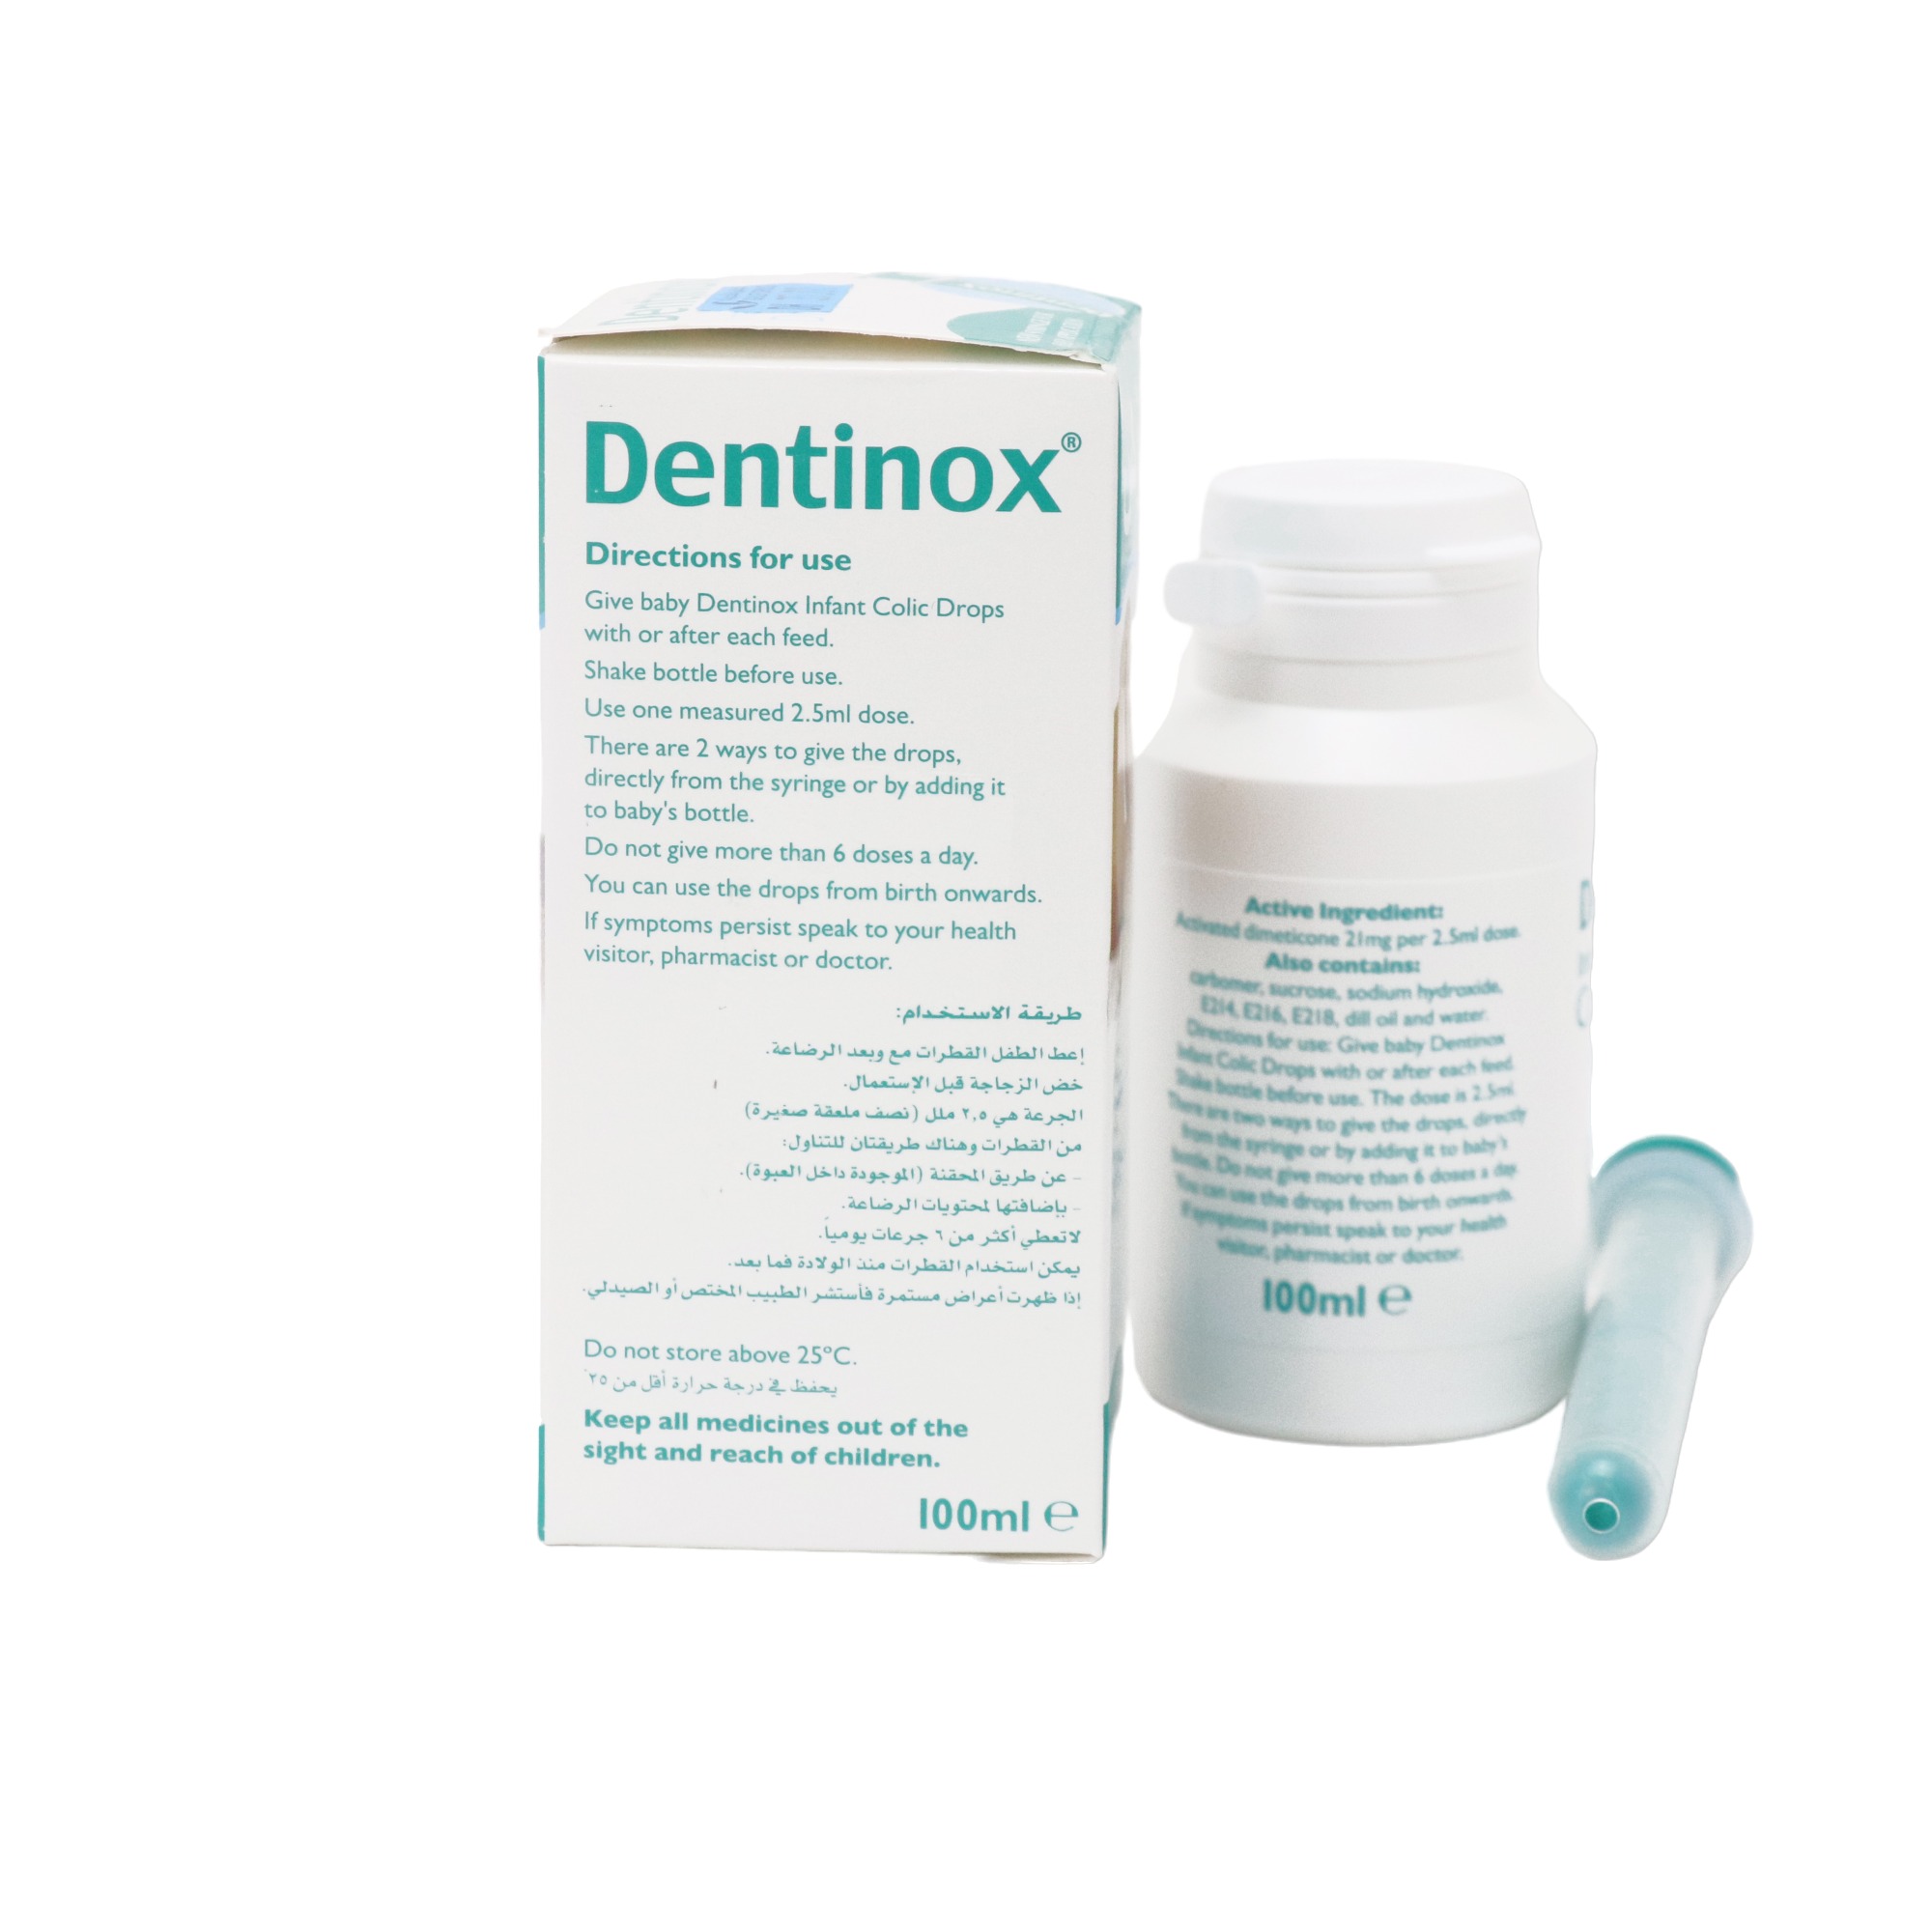 Dentinox®
Directions for use
Give baby Dentinox Infant Colic Drops
with or after each feed.
Shake bottle before use.
Use one measured 2.5ml dose.
There are 2 ways to give the drops,
directly from the syringe or by adding it
to baby's bottle.
Do not give more than 6 doses a day.
You can use the drops from birth onwards.
If symptoms persist speak to your health
visitor, pharmacist or doctor.
طريقة الاستخدام:
إعط الطفل القطرات مع وبعد الرضاعة.
خض الزجاجة قبل الإستعمال.
الجرعة هي ٢,٥ ملل (نصف ملعقة صغيرة)
من القطرات وهناك طريقتان للتناول:
- عن طريق المحقنة (الموجودة داخل العبوة).
- بإضافتها لمحتويات الرضاعة.
لاتعطي أكثر من ٦ جرعات يومياً.
يمكن استخدام القطرات منذ الولادة فما بعد.
إذا ظهرت أعراض مستمرة فأستشر الطبيب المختص أو الصيدلي.
Do not store above 25°C.
يحفظ في درجة حرارة أقل من ٢٥°
Keep all medicines out of the
sight and reach of children.
100ml ℮
Active Ingredient:
Activated dimeticone 21mg per 2.5ml dose.
Also contains:
carbomer, sucrose, sodium hydroxide,
E214, E216, E218, dill oil and water.
Directions for use: Give baby Dentinox
Infant Colic Drops with or after each feed.
Shake bottle before use. The dose is 2.5ml.
There are two ways to give the drops, directly
from the syringe or by adding it to baby's
bottle. Do not give more than 6 doses a day.
You can use the drops from birth onwards.
If symptoms persist speak to your health
visitor, pharmacist or doctor.
100ml ℮